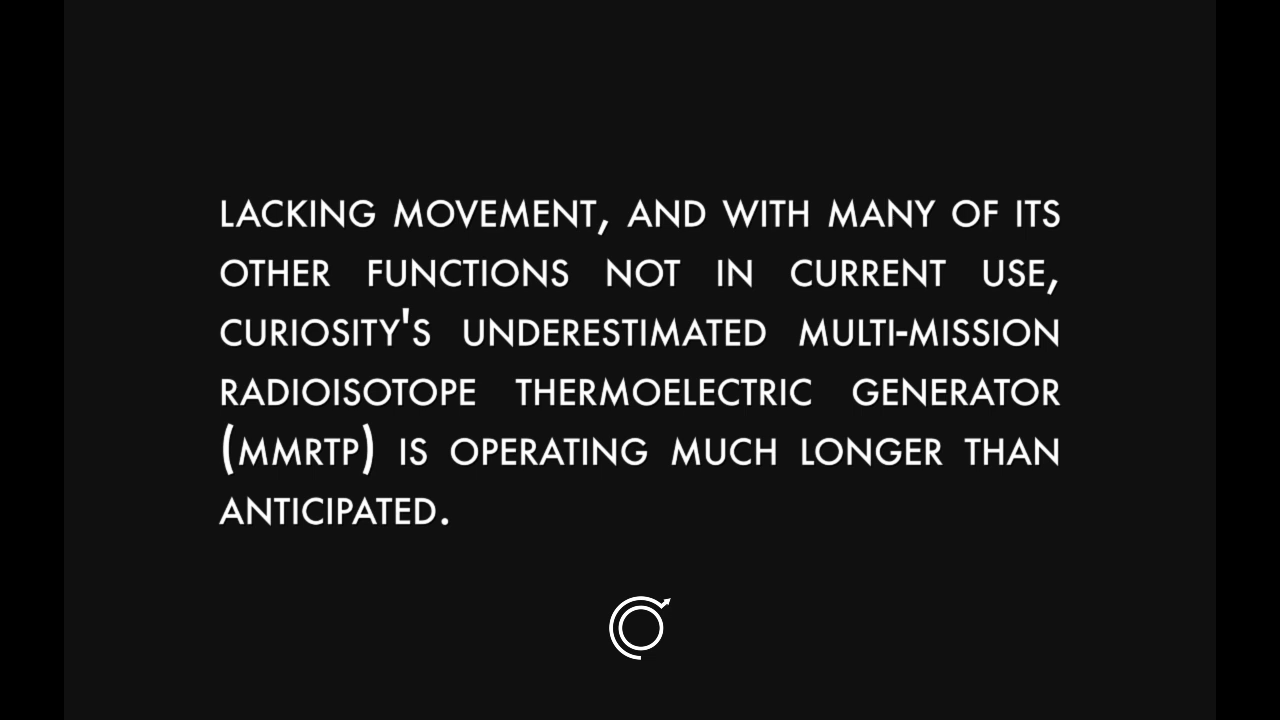 LACKING MOVEMENT, AND WITH MANY OF ITS
OTHER FUNCTIONS NOT IN CURRENT USE,
CURIOSITY'S UNDERESTIMATED MULTI-MISSION
RADIOISOTOPE THERMOELECTRIC GENERATOR
(MMRTP) IS OPERATING MUCH LONGER THAN
ANTICIPATED.